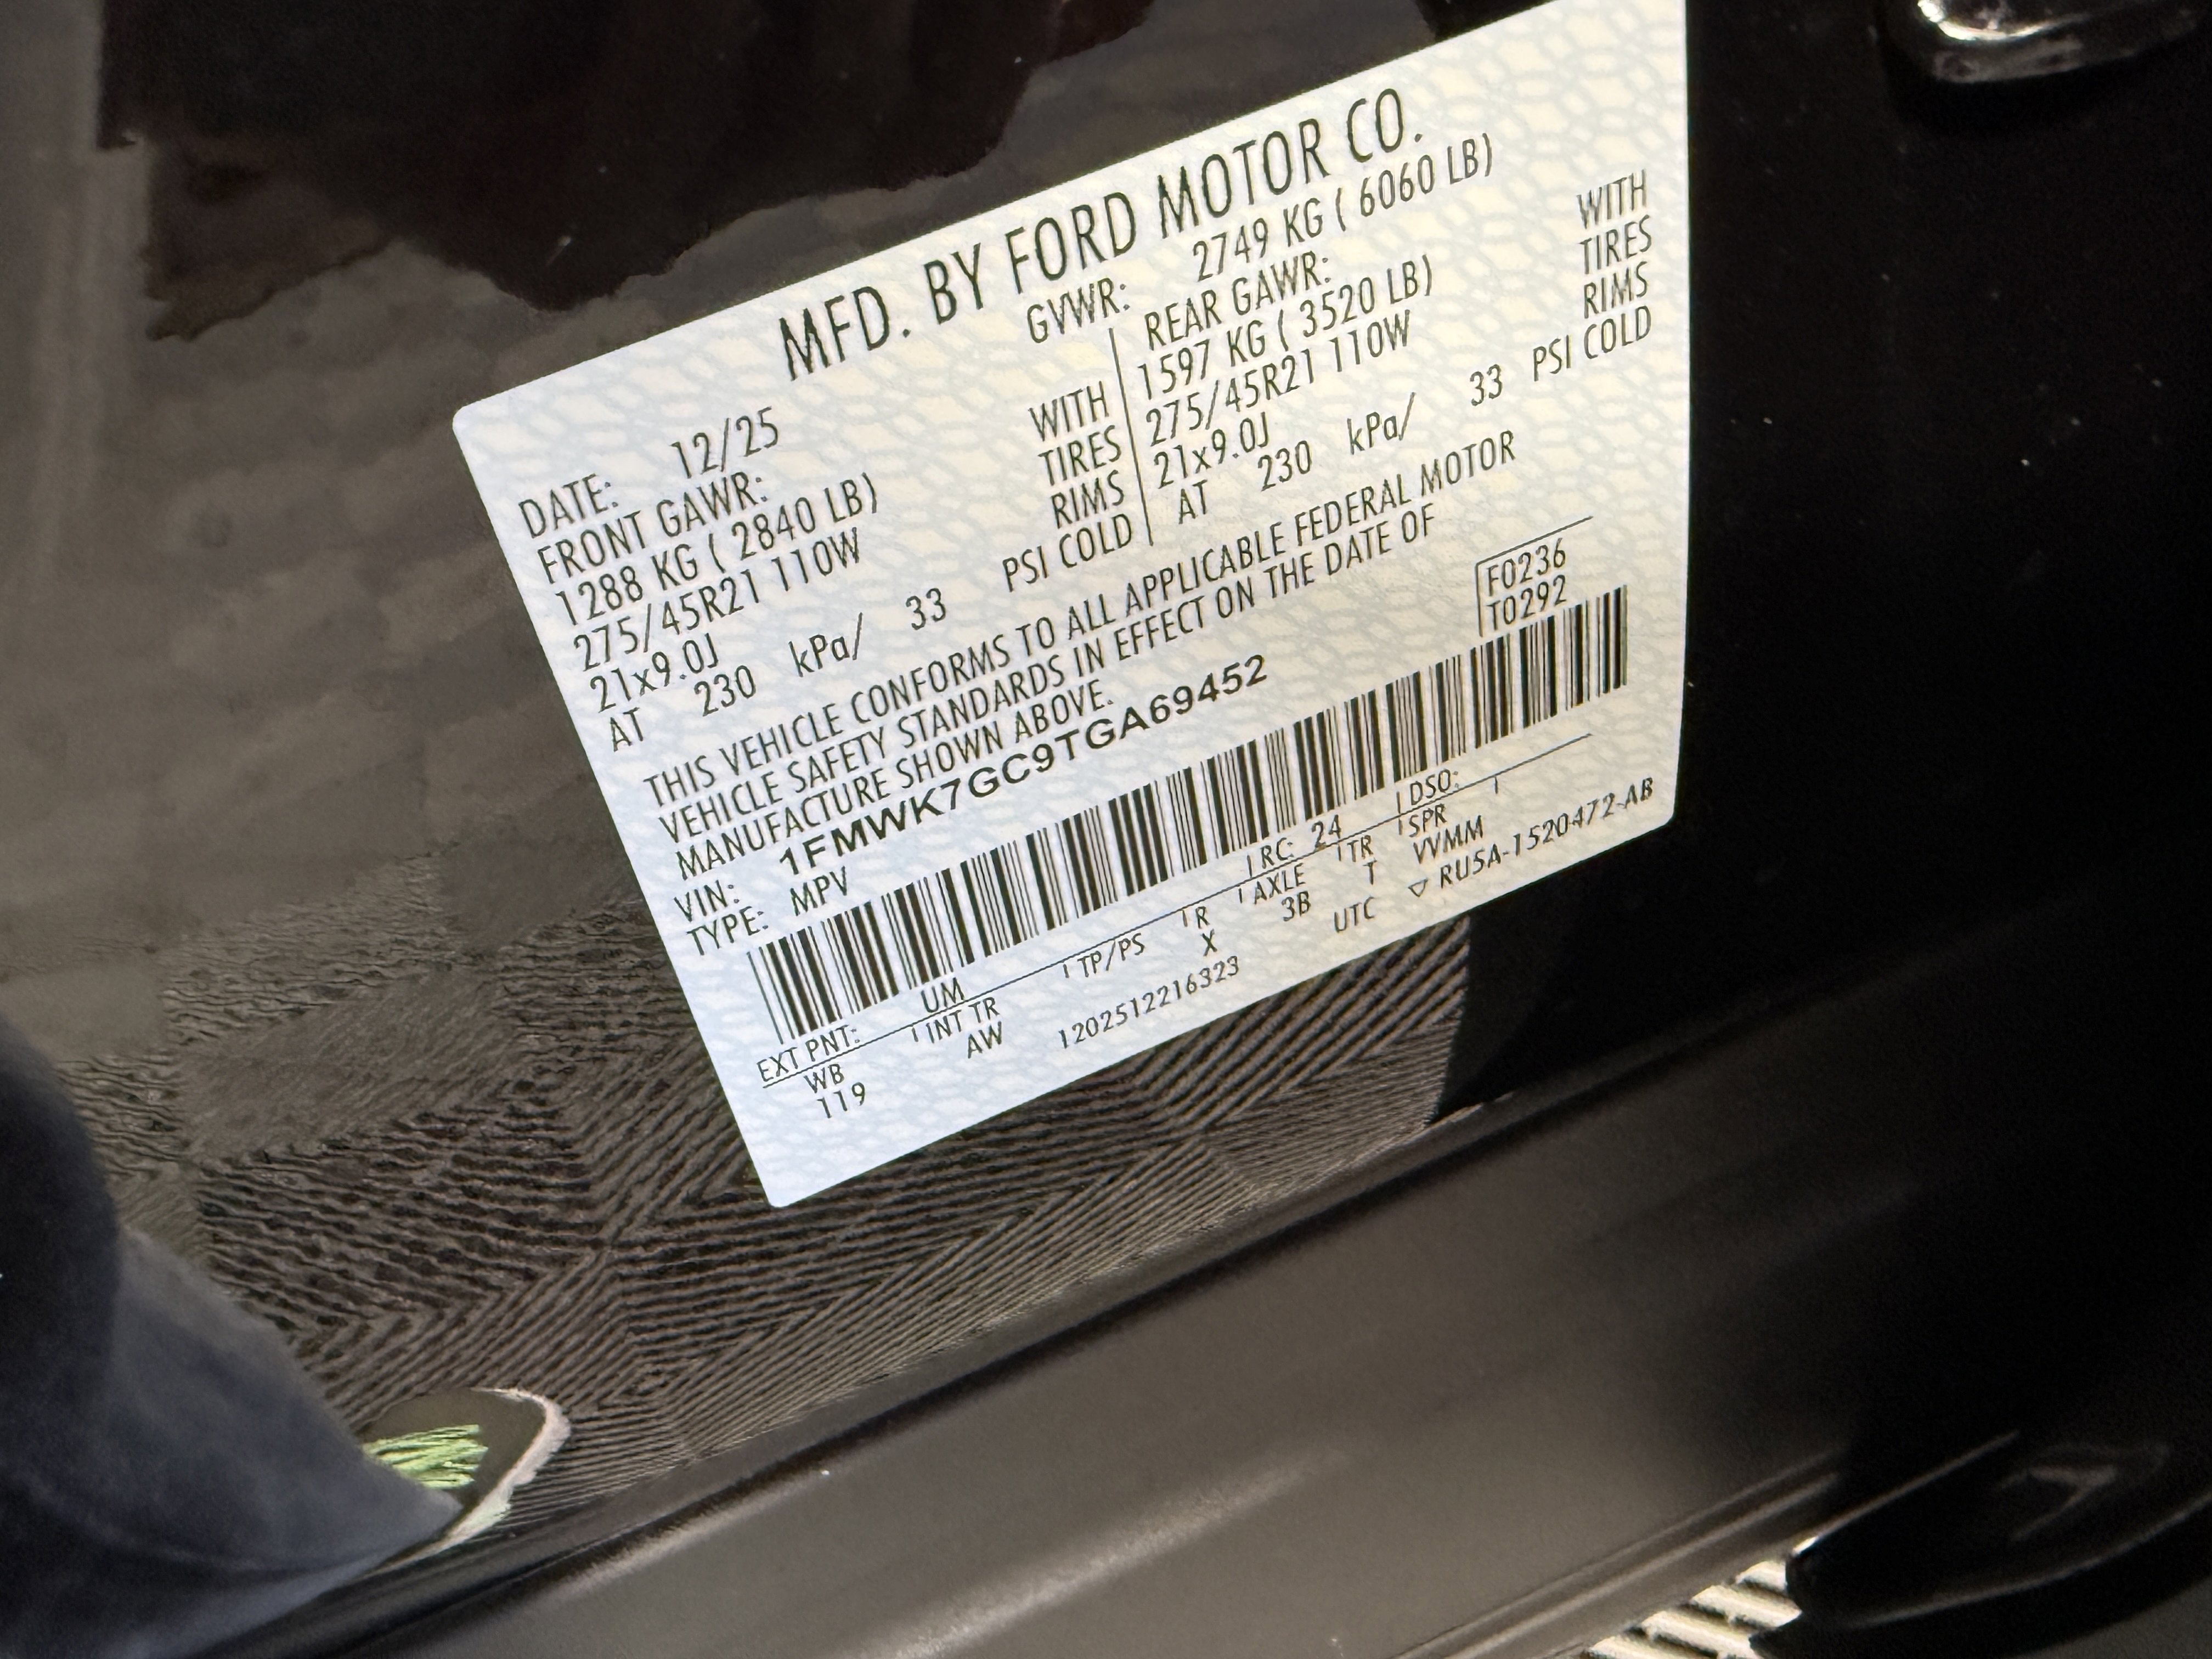 MFD. BY FORD MOTOR CO.
DATE: 12/25 GVWR: 2749 KG ( 6060 LB)
FRONT GAWR: REAR GAWR:
1288 KG ( 2840 LB) WITH 1597 KG ( 3520 LB) WITH
275/45R21 110W TIRES 275/45R21 110W TIRES
21x9.0J RIMS 21x9.0J RIMS
AT 230 kPa/ 33 PSI COLD AT 230 kPa/ 33 PSI COLD
THIS VEHICLE CONFORMS TO ALL APPLICABLE FEDERAL MOTOR
VEHICLE SAFETY STANDARDS IN EFFECT ON THE DATE OF
MANUFACTURE SHOWN ABOVE.
VIN: 1FMWK7GC9TGA69452 F0236
TYPE: MPV T0292
EXT PNT: UM RC: 24 DSO:
WB INT TR TP/PS R AXLE TR SPR
119 AW X 3B T VVMM
120251221632​3 UTC ▽ RU5A-1520472-AB